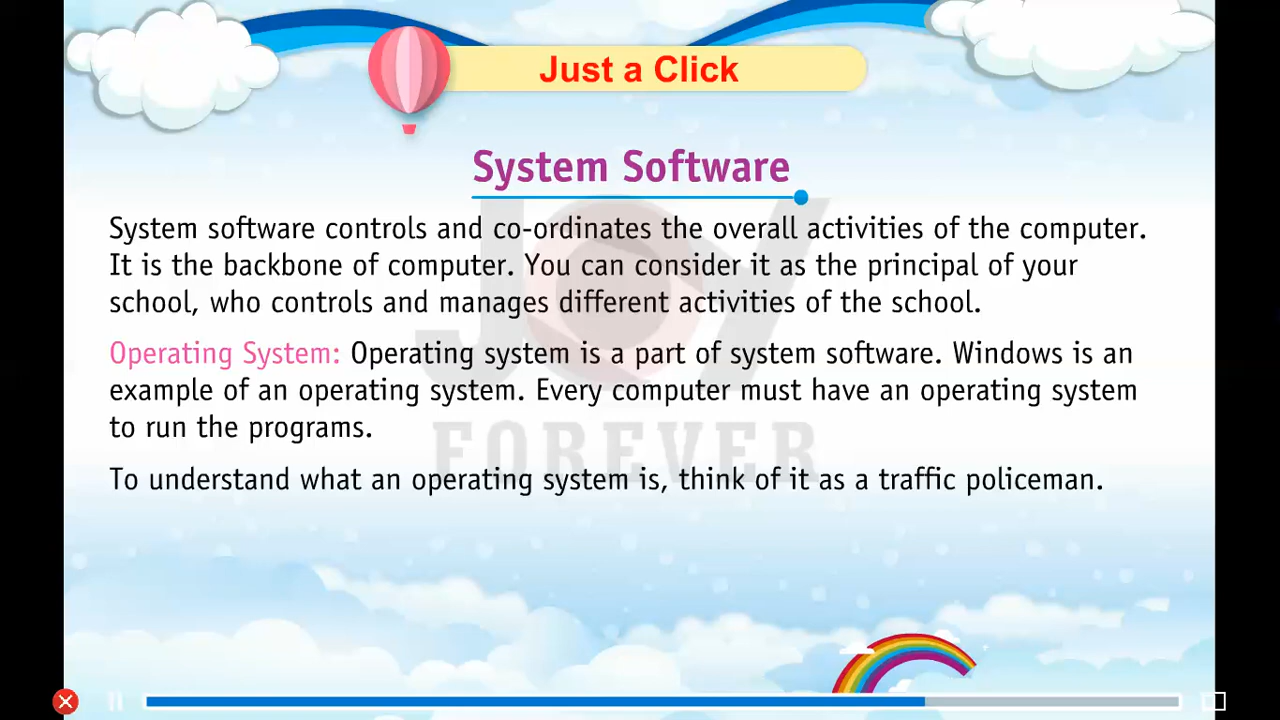 Just a Click
System Software
System software controls and co-ordinates the overall activities of the computer.
It is the backbone of computer. You can consider it as the principal of your
school, who controls and manages different activities of the school.
Operating System: Operating system is a part of system software. Windows is an
example of an operating system. Every computer must have an operating system
to run the programs.
To understand what an operating system is, think of it as a traffic policeman.
JOY
FOREVER